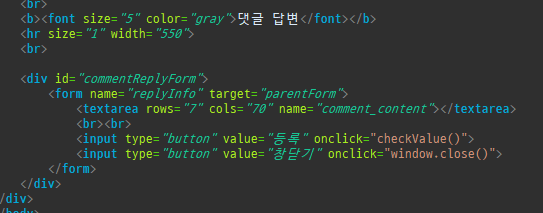 <br>
<b><font size="5" color="gray">댓글 답변</font></b>
<hr size="1" width="550">
<br>
<div id="commentReplyForm">
<form name="replyInfo" target="parentForm">
<textarea rows="7" cols="70" name="comment_content"></textarea>
<br><br>
<input type="button" value="등록" onclick="checkValue()">
<input type="button" value="창닫기" onclick="window.close()">
</form>
</div>
</div>
</body>